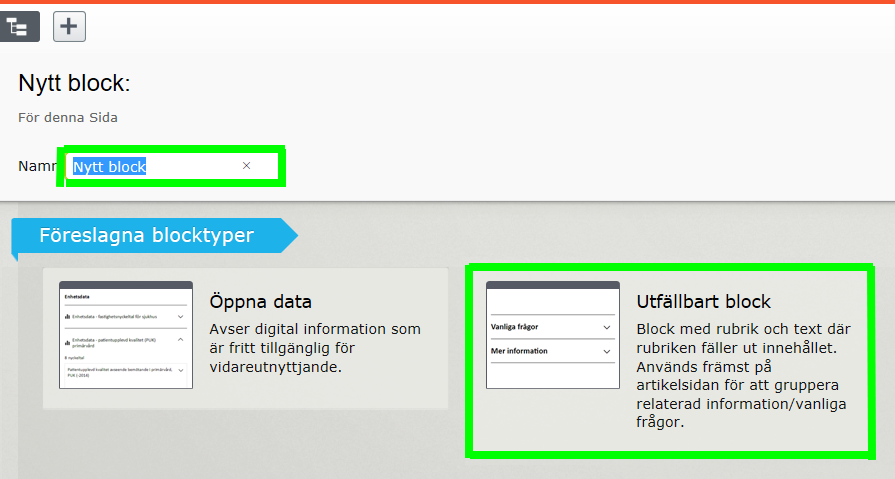 Nytt block:
För denna Sida
Namn
Nytt block
Föreslagna blocktyper
Enhetsdata
Enhetsdata - fastighetsnyckeltal för sjukhus
Enhetsdata - patientupplevd kvalitet (PUK)
primärvård
Patientupplevd kvalitet avseende bemötande i primärvård,
PUK (-2018)
Öppna data
Avser digital information som
är fritt tillgänglig för
vidareutnyttjande.
Vanliga frågor
Mer information
Utfällbart block
Block med rubrik och text där
rubriken fäller ut innehållet.
Används främst på
artikelsidan för att gruppera
relaterad information/vanliga
frågor.